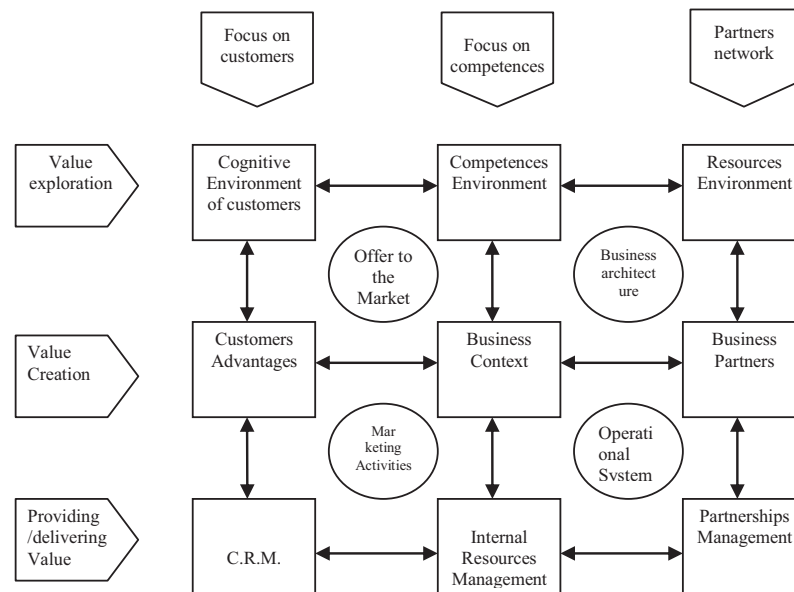 Focus on
customers
Focus on
competences
Partners
network
Value
exploration
Cognitive
Environment
of customers
Competences
Environment
Resources
Environment
Offer to
the
Market
Business
architect
ure
Value
Creation
Customers
Advantages
Business
Context
Business
Partners
Mar
keting
Activities
Operati
onal
System
Providing
/delivering
Value
C.R.M.
Internal
Resources
Management
Partnerships
Management